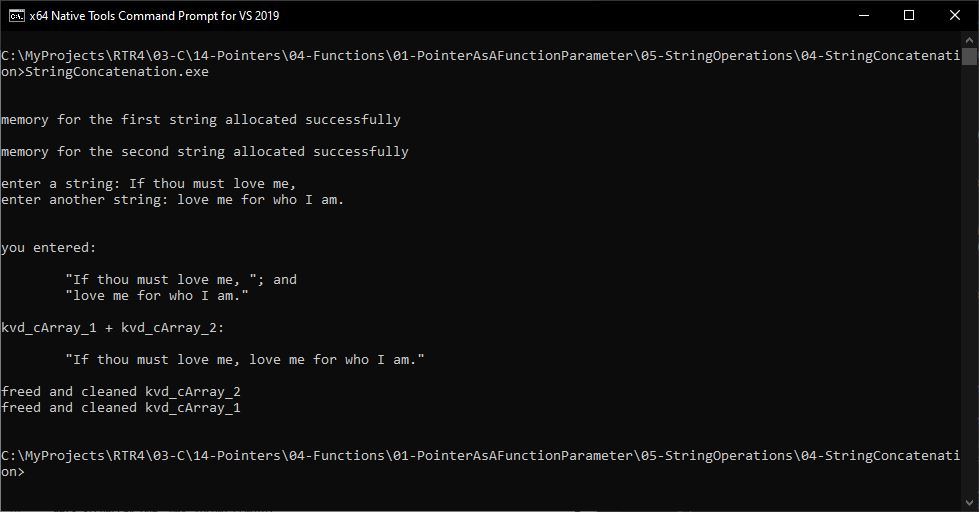 x64 Native Tools Command Prompt for VS 2019
C:\MyProjects\RTR4\03-C\14-Pointers\04-Functions\01-PointerAsAFunctionParameter\05-StringOperations\04-StringConcatenati
on>StringConcatenation.exe
memory for the first string allocated successfully
memory for the second string allocated successfully
enter a string: If thou must love me,
enter another string: love me for who I am.
you entered:
"If thou must love me, "; and
"love me for who I am."
kvd_cArray_1 + kvd_cArray_2:
"If thou must love me, love me for who I am."
freed and cleaned kvd_cArray_2
freed and cleaned kvd_cArray_1
C:\MyProjects\RTR4\03-C\14-Pointers\04-Functions\01-PointerAsAFunctionParameter\05-StringOperations\04-StringConcatenati
on>